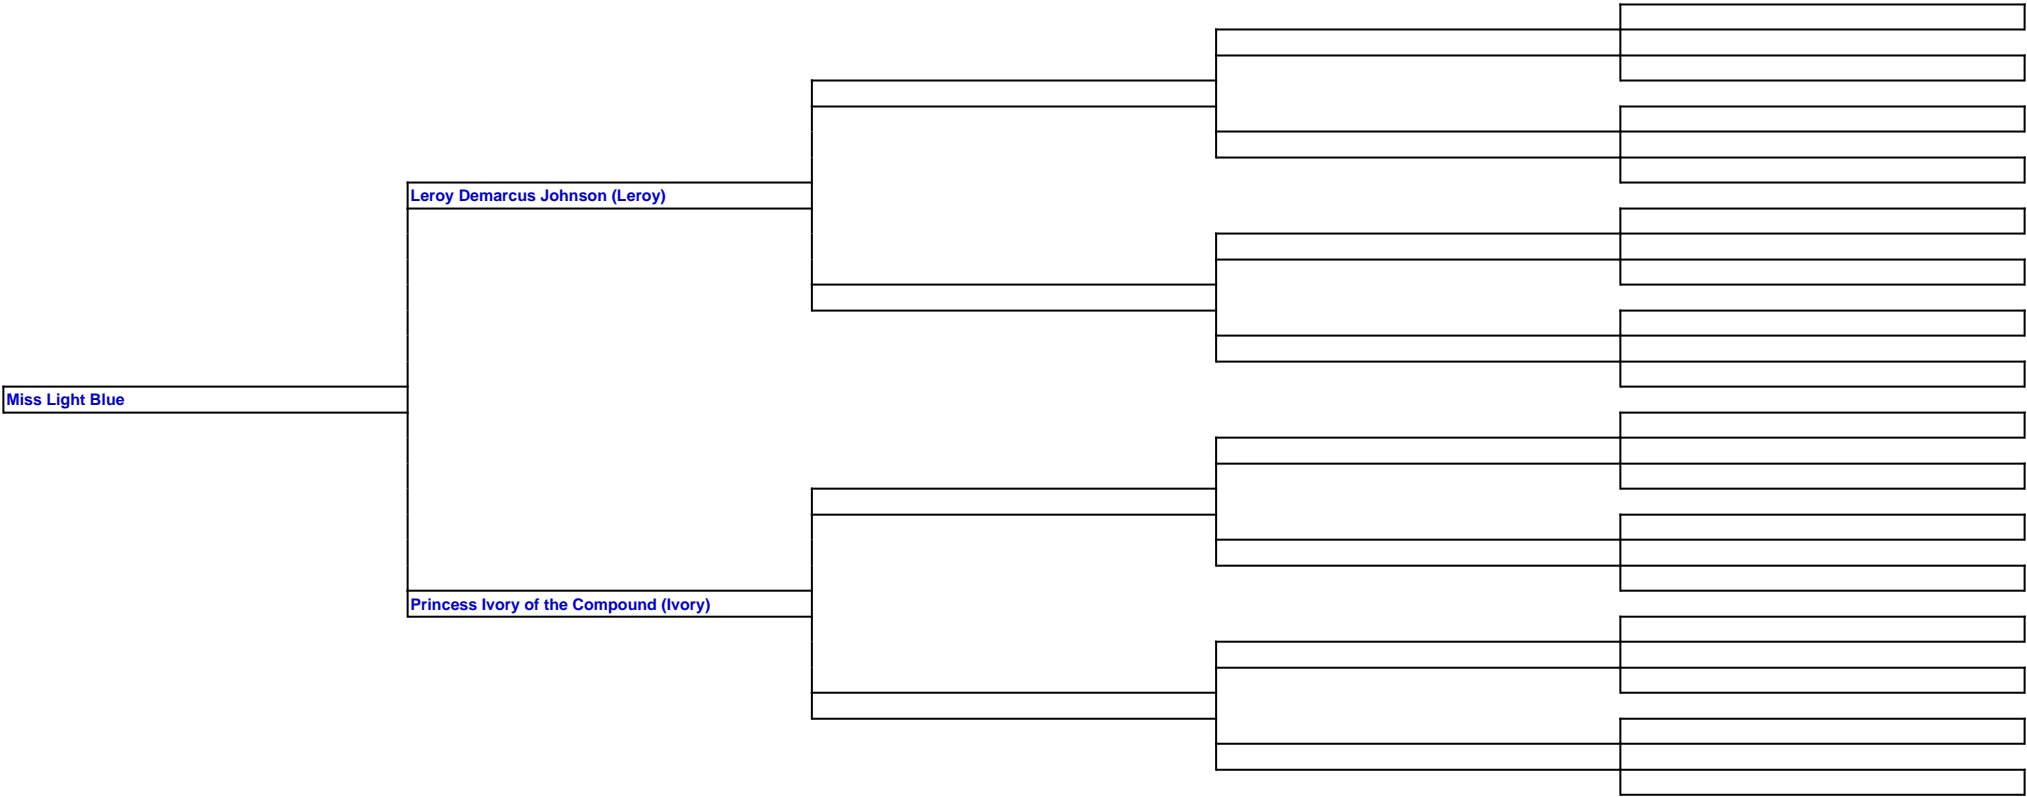 Leroy Demarcus Johnson (Leroy)
Miss Light Blue
Princess Ivory of the Compound (Ivory)